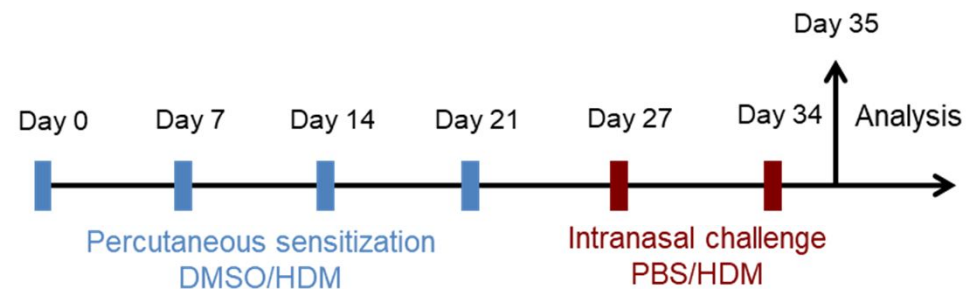 Day 35
Day 0 Day 7 Day 14 Day 21 Day 27 Day 34 Analysis
Percutaneous sensitization
DMSO/HDM
Intranasal challenge
PBS/HDM